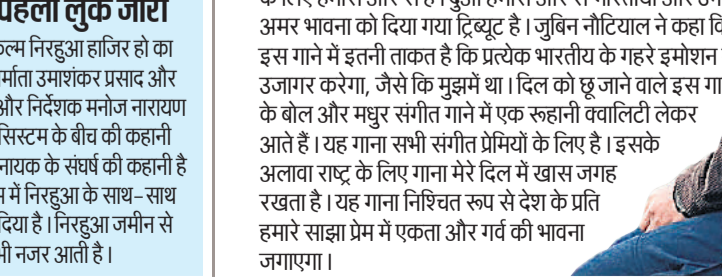 पहला लुक जारी
फिल्म निरहुआ हाजिर हो का
निर्माता उमाशंकर प्रसाद और
और निर्देशक मनोज नारायण
सिस्टम के बीच की कहानी
नायक के संघर्ष की कहानी है
में निरहुआ के साथ-साथ
दिया है। निरहुआ जमीन से
भी नजर आती है।
अमर भावना को दिया गया ट्रिब्यूट है। जुबिन नौटियाल ने कहा कि
इस गाने में इतनी ताकत है कि प्रत्येक भारतीय के गहरे इमोशन
उजागर करेगा, जैसे कि मुझमें था। दिल को छू जाने वाले इस गा
के बोल और मधुर संगीत गाने में एक रूहानी क्वालिटी लेकर
आते हैं। यह गाना सभी संगीत प्रेमियों के लिए है। इसके
अलावा राष्ट्र के लिए गाना मेरे दिल में खास जगह
रखता है। यह गाना निश्चित रूप से देश के प्रति
हमारे साझा प्रेम में एकता और गर्व की भावना
जगाएगा।